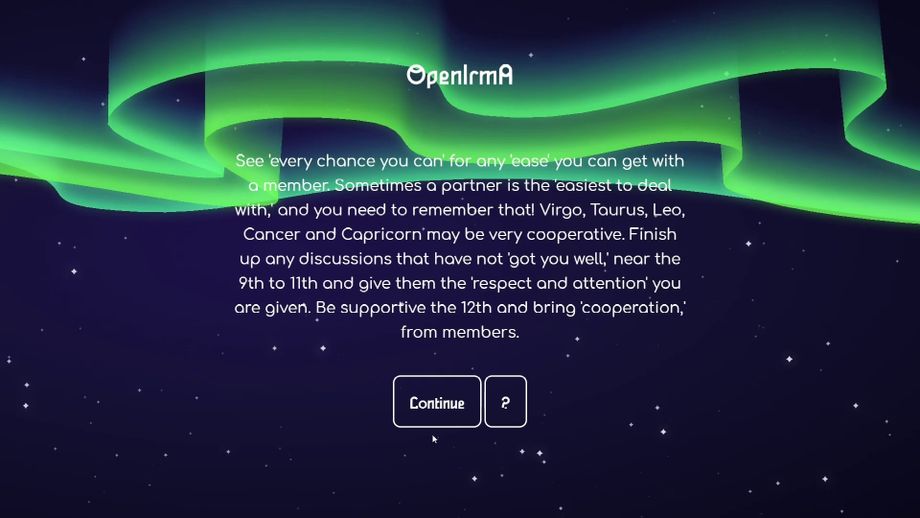 OpenIrmA
See 'every chance you can' for any 'ease' you can get with
a member. Sometimes a partner is the 'easiest to deal
with,' and you need to remember that! Virgo, Taurus, Leo,
Cancer and Capricorn may be very cooperative. Finish
up any discussions that have not 'got you well,' near the
9th to 11th and give them the 'respect and attention' you
are given. Be supportive the 12th and bring 'cooperation,'
from members.
Continue
?